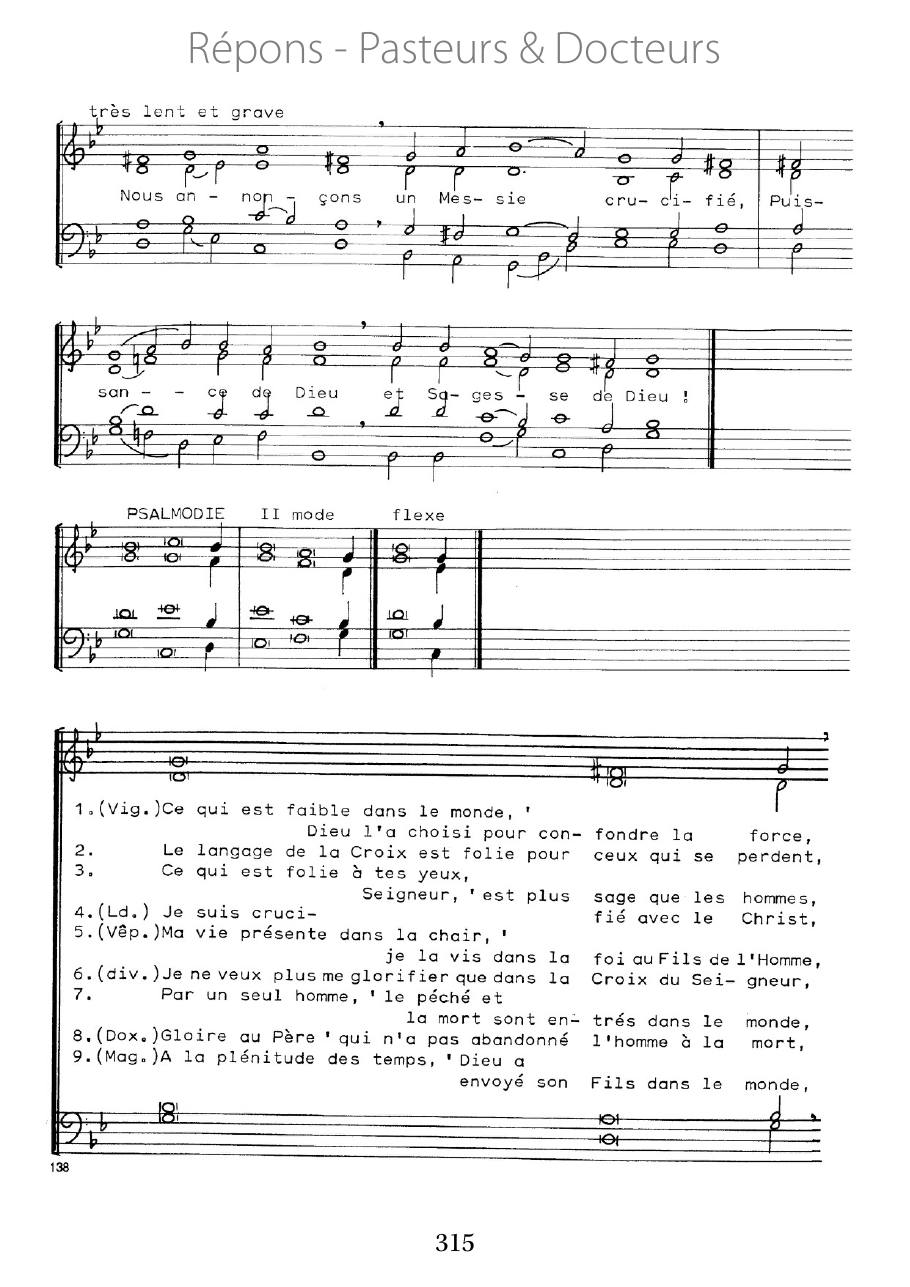 Répons - Pasteurs & Docteurs
très lent et grave
Nous an - non - çons un Mes- sie cru- ci- fié, Puis-
san - - ce de Dieu et Sa- ges - se de Dieu !
PSALMODIE II mode flexe
1.(Vig.)Ce qui est faible dans le monde, '
Dieu l'a choisi pour con- fondre la force,
2. Le langage de la Croix est folie pour ceux qui se perdent,
3. Ce qui est folie à tes yeux,
Seigneur, ' est plus sage que les hommes,
4.(Ld.) Je suis cruci- fié avec le Christ,
5.(Vêp.)Ma vie présente dans la chair, '
je la vis dans la foi au Fils de l'Homme,
6.(div.)Je ne veux plus me glorifier que dans la Croix du Sei- gneur,
7. Par un seul homme, ' le péché et
la mort sont en- trés dans le monde,
8.(Dox.)Gloire au Père ' qui n'a pas abandonné l'homme à la mort,
9.(Mag.)A la plénitude des temps, ' Dieu a
envoyé son Fils dans le monde,
138
315